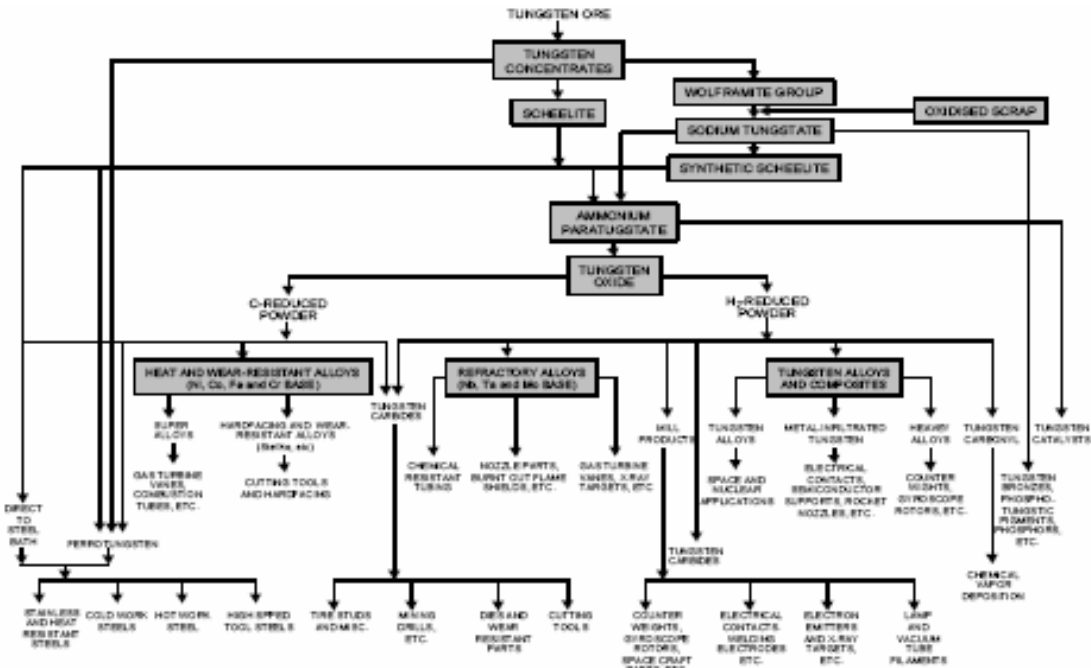 TUNGSTEN ORE
TUNGSTEN
CONCENTRATES
WOLFRAMITE GROUP
SCHEELITE
OXIDISED SCRAP
SODIUM TUNGSTATE
SYNTHETIC SCHEELITE
AMMONIUM
PARATUGSTATE
TUNGSTEN
OXIDE
C-REDUCED
POWDER
H2-REDUCED
POWDER
HEAT AND WEAR-RESISTANT ALLOYS
(Ni, Co, Fe and Cr BASE)
REFRACTORY ALLOYS
(Nb, Ta and Mo BASE)
TUNGSTEN ALLOYS
AND COMPOSITES
SUPER
ALLOYS
HARDFACING AND WEAR-
RESISTANT ALLOYS
TUNGSTEN
CARBIDES
MILL
PRODUCTS
TUNGSTEN
ALLOYS
METAL-INFILTRATED
TUNGSTEN
HEAVEY
ALLOYS
TUNGSTEN
CARBONYL
TUNGSTEN
CATALYSTS
GAS TURBINE
VANES,
COMBUSTION
TUBES, ETC.
CUTTING TOOLS
AND HARDFACING
CHEMICAL
RESISTANT
TUBING
NOZZLE PARTS,
BURNT OUT FLAME
SHIELDS, ETC.
GAS TURBINE
VANES, X-RAY
TARGETS, ETC
SPACE AND
NUCLEAR
APPLICATIONS
ELECTRICAL
CONTACTS,
SEMICONDUCTOR
SUPPORTS, ROCKET
NOZZLES, ETC.
COUNTER
WIGHTS,
GYROSCOPE
ROTORS, ETC.
TUNGSTEN
BRONZES, PHOSPHO-
TUNGSTIC
PIGMENTS,
PHOSPHORS,
ETC.
DIRECT
TO STEEL
BATH
FERROTUNGSTEN
TUNGSTEN
CARBIDES
CHEMICAL
VAPOR
DEPOSITION
STAINLESS
AND HEAT
RESISTANT
STEELS
COLD WORK
STEELS
HOT WORK
STEEL
HIGH SPPED
TOOL STEELS
TIRE STUDS
AND MISC.
MINING
DRILLS,
ETC.
DIES AND
WEAR
RESISTANT
PARTS
CUTTING
TOOLS
COUNTER
WEIGHTS,
GYROSCOPE
ROTORS,
SPACE CRAFT
ELECTRICAL
CONTACTS,
WELDING
ELECTRODES
ETC.
ELECTRON
EMITTERS
AND X-RAY
TARGETS,
ETC.
LAMP
AND
VACUUM
TUBE
FILAMENTS